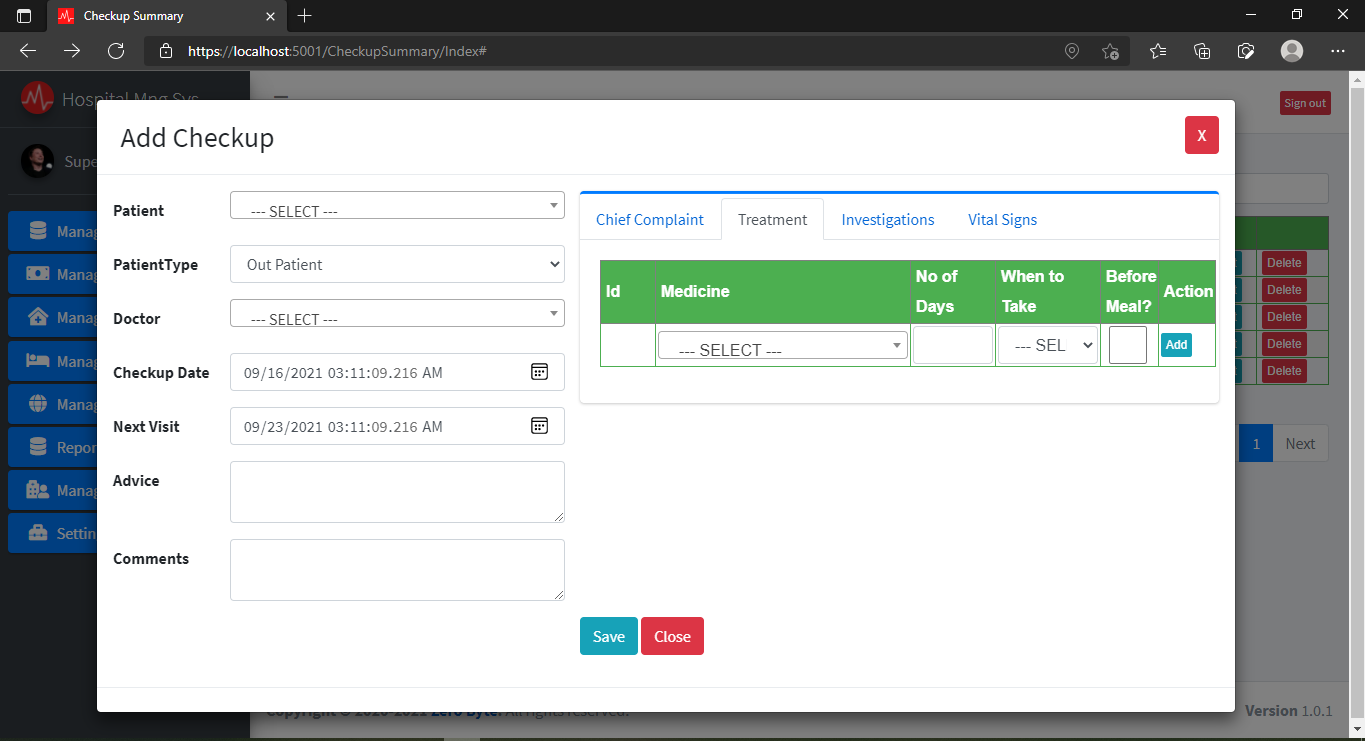 Checkup Summary
https://localhost:5001/CheckupSummary/Index#
Hospital Mng Sys
Sign out
Add Checkup
X
Supe
Patient
--- SELECT ---
PatientType
Out Patient
Doctor
--- SELECT ---
Checkup Date
09/16/2021 03:11:09.216 AM
Next Visit
09/23/2021 03:11:09.216 AM
Advice
Comments
Chief Complaint
Treatment
Investigations
Vital Signs
Id
Medicine
No of
Days
When to
Take
Before
Meal?
Action
--- SELECT ---
--- SEL
Add
Save
Close
Manag
Manag
Manag
Manag
Manag
Repor
Manag
Settin
Delete
Delete
Delete
Delete
Delete
1
Next
Copyright © 2020-2021 Zero Byte. All rights reserved.
Version 1.0.1